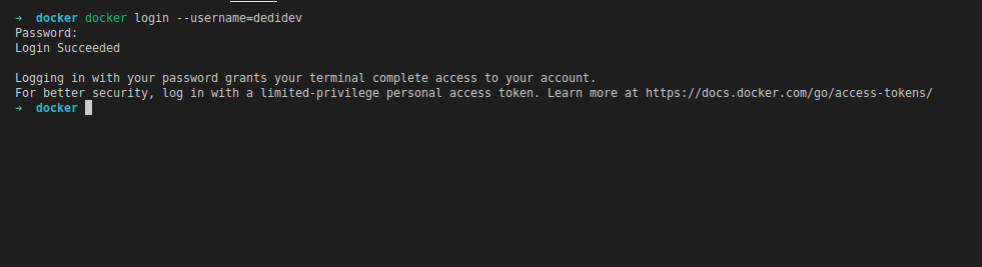 → docker docker login --username=dedidev
Password:
Login Succeeded
Logging in with your password grants your terminal complete access to your account.
For better security, log in with a limited-privilege personal access token. Learn more at https://docs.docker.com/go/access-tokens/
→ docker